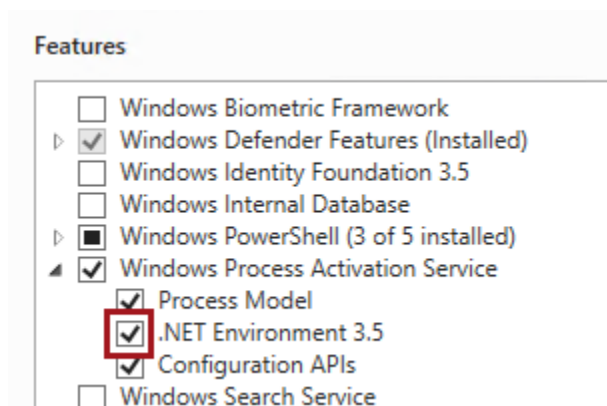 Features
Windows Biometric Framework
Windows Defender Features (Installed)
Windows Identity Foundation 3.5
Windows Internal Database
Windows PowerShell (3 of 5 installed)
Windows Process Activation Service
Process Model
.NET Environment 3.5
Configuration APIs
Windows Search Service